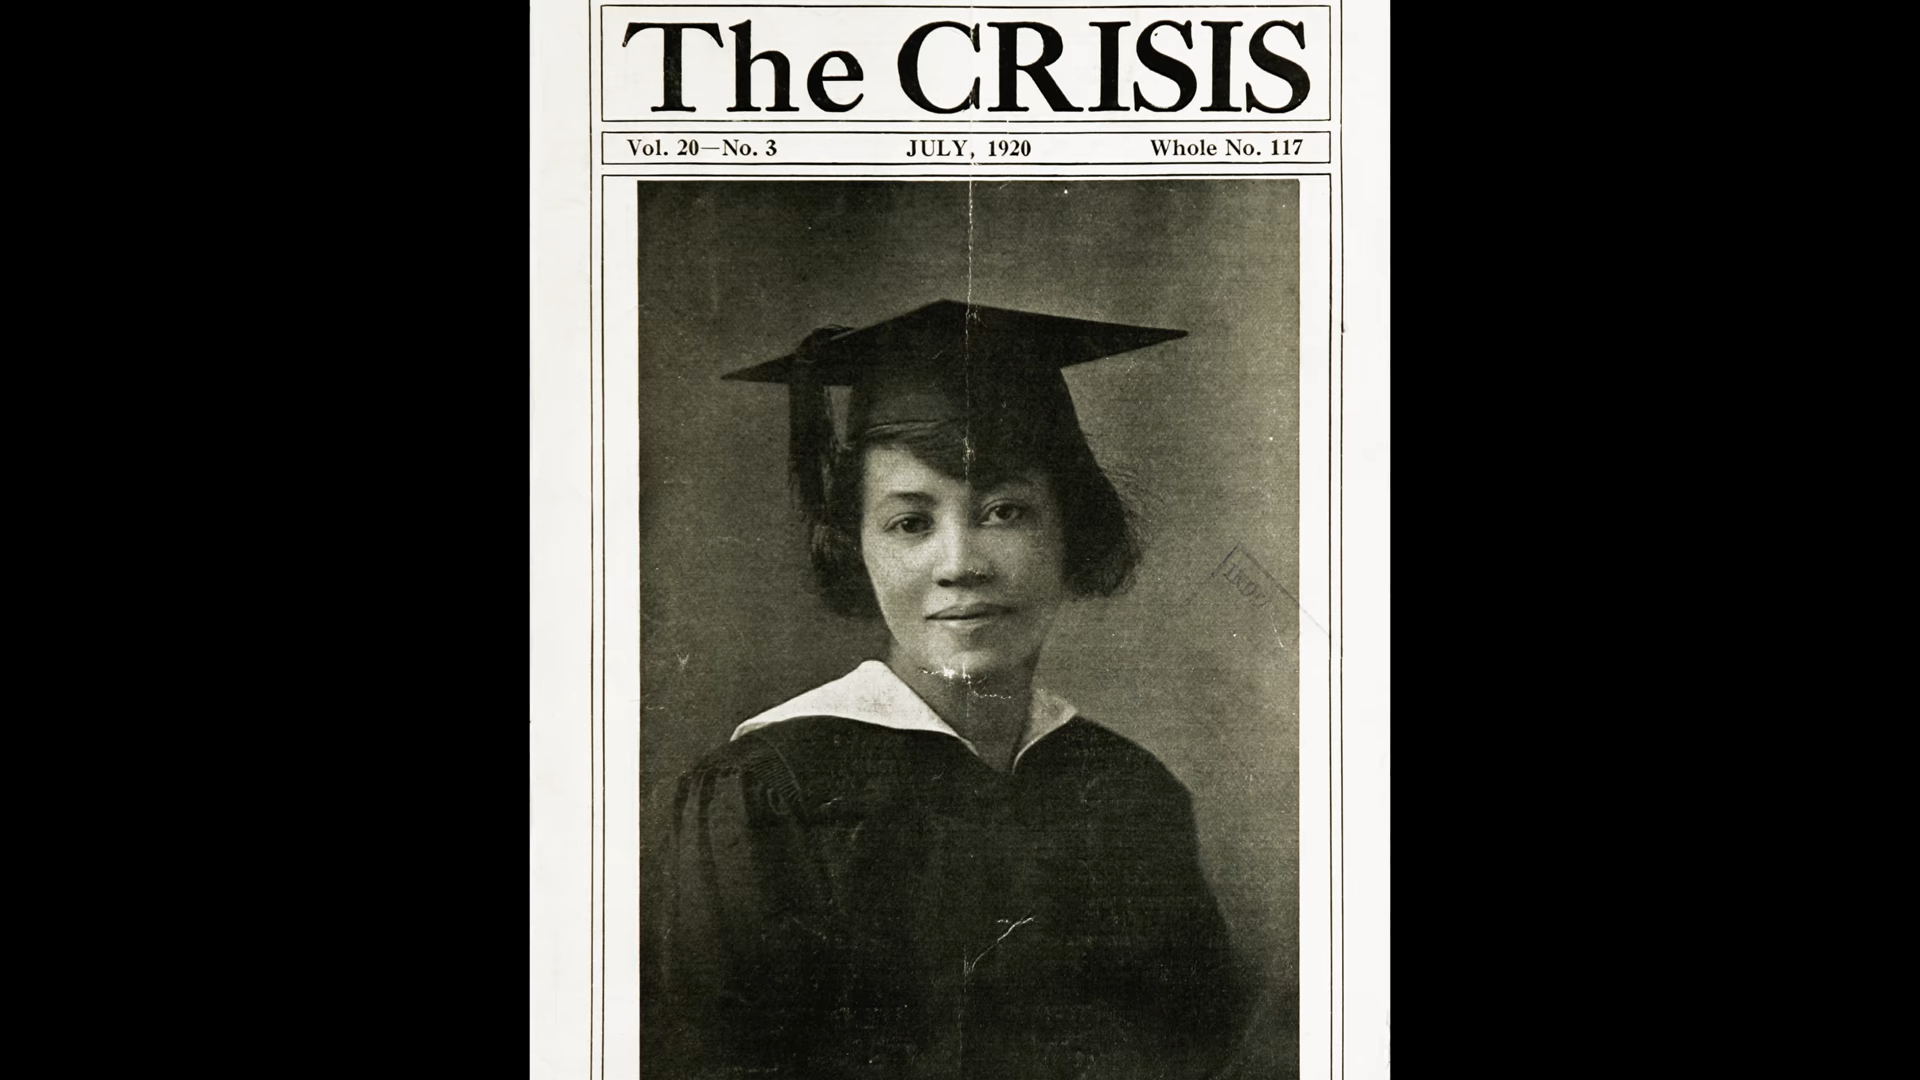 The CRISIS
Vol. 20—No. 3 JULY, 1920 Whole No. 117